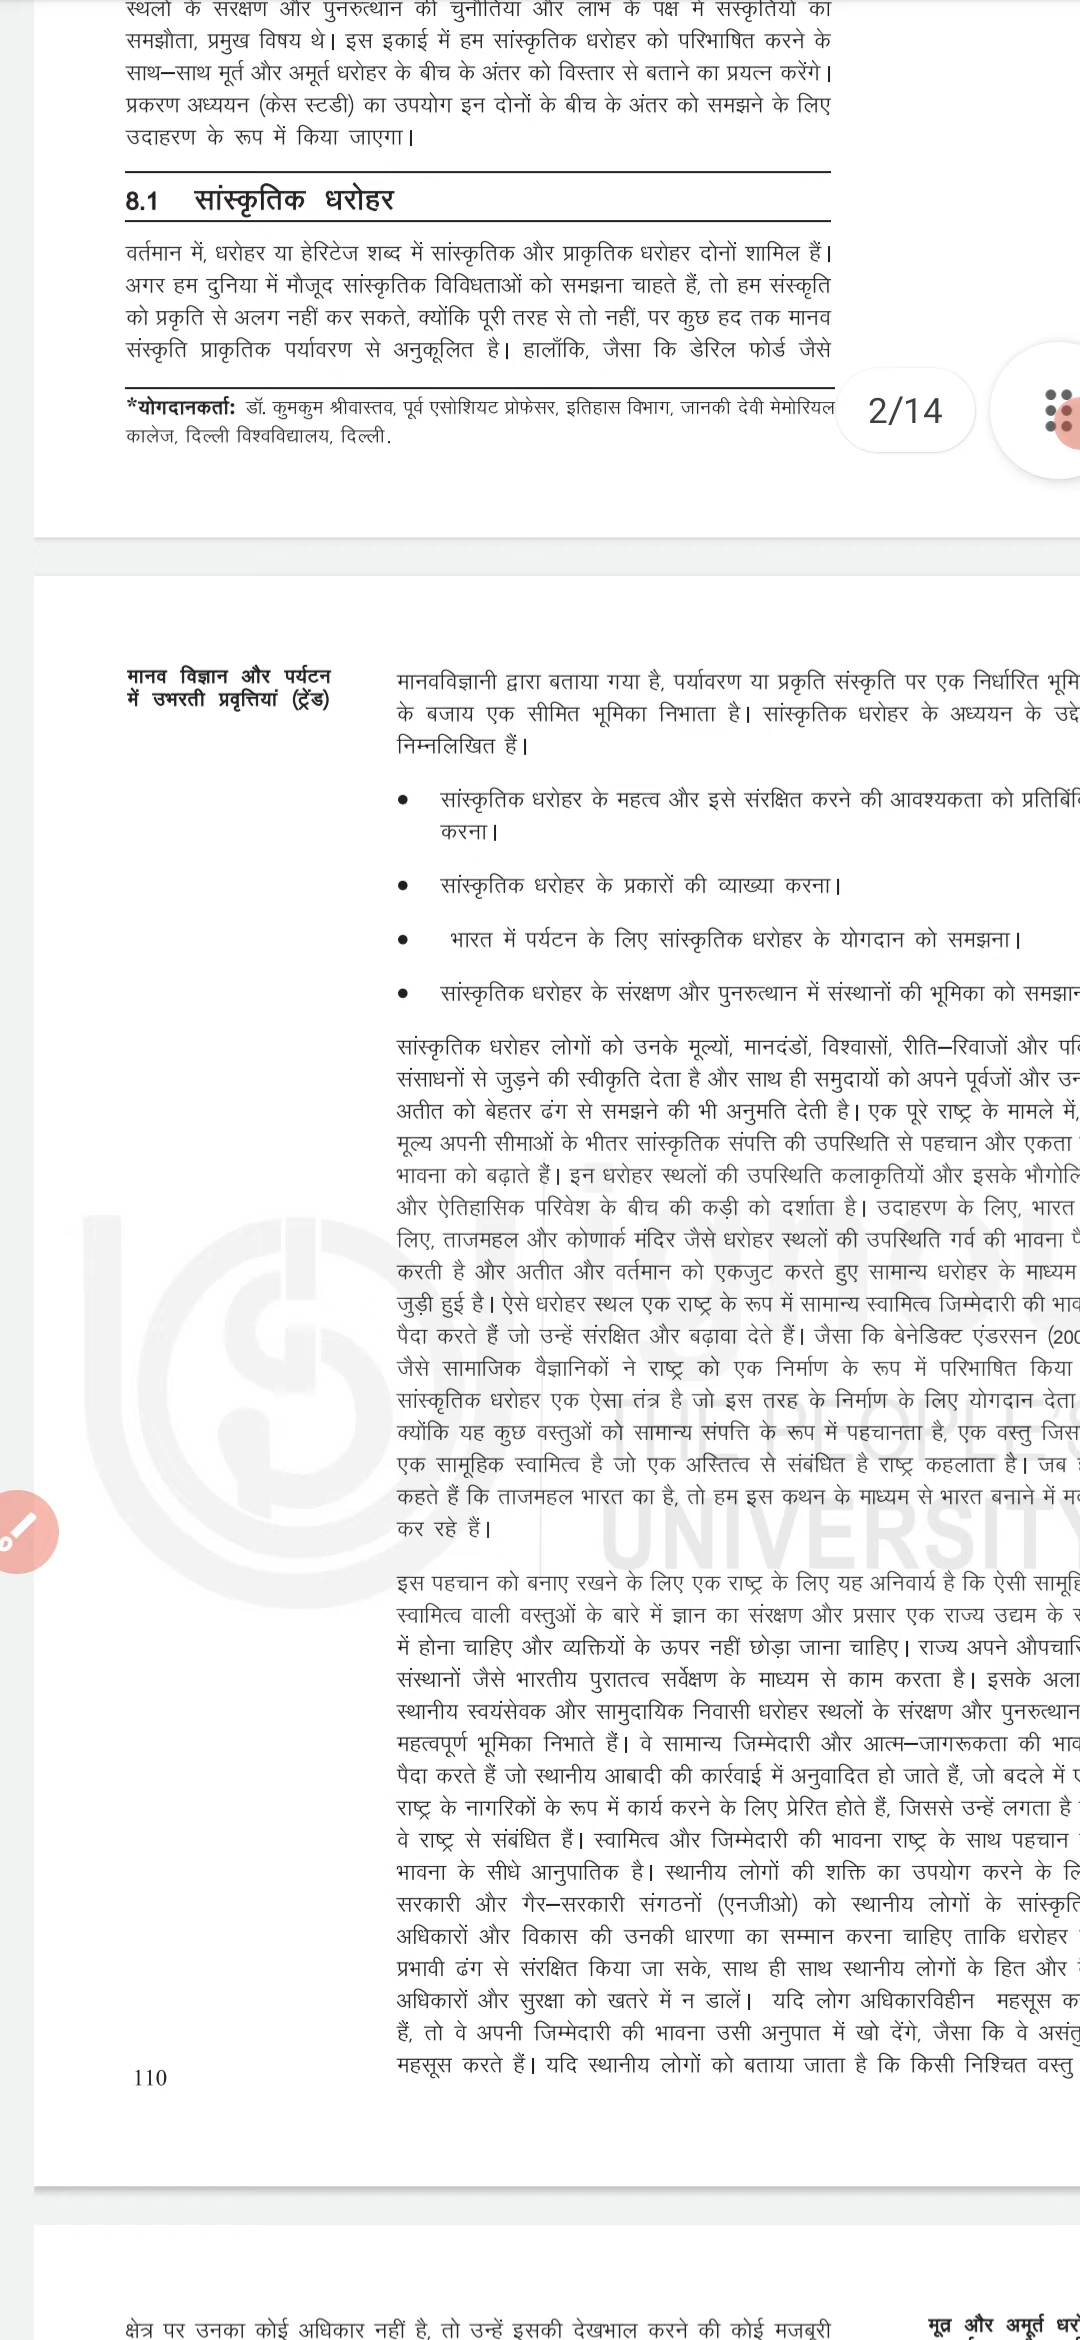 स्थलों के संरक्षण और पुनरुत्थान की चुनौतियां और लाभ के पक्ष में संस्कृतियों का
समझौता, प्रमुख विषय थे। इस इकाई में हम सांस्कृतिक धरोहर को परिभाषित करने के
साथ–साथ मूर्त और अमूर्त धरोहर के बीच के अंतर को विस्तार से बताने का प्रयत्न करेंगे।
प्रकरण अध्ययन (केस स्टडी) का उपयोग इन दोनों के बीच के अंतर को समझने के लिए
उदाहरण के रूप में किया जाएगा।
8.1 सांस्कृतिक धरोहर
वर्तमान में, धरोहर या हेरिटेज शब्द में सांस्कृतिक और प्राकृतिक धरोहर दोनों शामिल हैं।
अगर हम दुनिया में मौजूद सांस्कृतिक विविधताओं को समझना चाहते हैं, तो हम संस्कृति
को प्रकृति से अलग नहीं कर सकते, क्योंकि पूरी तरह से तो नहीं, पर कुछ हद तक मानव
संस्कृति प्राकृतिक पर्यावरण से अनुकूलित है। हालाँकि, जैसा कि डेरिल फोर्ड जैसे
*योगदानकर्ता: डॉ. कुमकुम श्रीवास्तव, पूर्व एसोशियट प्रोफेसर, इतिहास विभाग, जानकी देवी मेमोरियल
कालेज, दिल्ली विश्वविद्यालय, दिल्ली.
2/14
मानव विज्ञान और पर्यटन
में उभरती प्रवृत्तियां (ट्रेंड)
मानवविज्ञानी द्वारा बताया गया है, पर्यावरण या प्रकृति संस्कृति पर एक निर्धारित
के बजाय एक सीमित भूमिका निभाता है। सांस्कृतिक धरोहर के अध्ययन के
निम्नलिखित हैं।
• सांस्कृतिक धरोहर के महत्व और इसे संरक्षित करने की आवश्यकता को
करना।
• सांस्कृतिक धरोहर के प्रकारों की व्याख्या करना।
• भारत में पर्यटन के लिए सांस्कृतिक धरोहर के योगदान को समझना।
• सांस्कृतिक धरोहर के संरक्षण और पुनरुत्थान में संस्थानों की भूमिका को
सांस्कृतिक धरोहर लोगों को उनके मूल्यों, मानदंडों, विश्वासों, रीति–रिवाजों और
संसाधनों से जुड़ने की स्वीकृति देता है और साथ ही समुदायों को अपने पूर्वजों और
अतीत को बेहतर ढंग से समझने की भी अनुमति देती है। एक पूरे राष्ट्र के मामले में,
मूल्य अपनी सीमाओं के भीतर सांस्कृतिक संपत्ति की उपस्थिति से पहचान और एकता
भावना को बढ़ाते हैं। इन धरोहर स्थलों की उपस्थिति कलाकृतियों और इसके
और ऐतिहासिक परिवेश के बीच की कड़ी को दर्शाता है। उदाहरण के लिए, भारत
लिए, ताजमहल और कोणार्क मंदिर जैसे धरोहर स्थलों की उपस्थिति गर्व की भावना
करती है और अतीत और वर्तमान को एकजुट करते हुए सामान्य धरोहर के माध्यम
जुड़ी हुई है। ऐसे धरोहर स्थल एक राष्ट्र के रूप में सामान्य स्वामित्व जिम्मेदारी की
पैदा करते हैं जो उन्हें संरक्षित और बढ़ावा देते हैं। जैसा कि बेनेडिक्ट एंडरसन
जैसे सामाजिक वैज्ञानिकों ने राष्ट्र को एक निर्माण के रूप में परिभाषित किया
सांस्कृतिक धरोहर एक ऐसा तंत्र है जो इस तरह के निर्माण के लिए योगदान देता
क्योंकि यह कुछ वस्तुओं को सामान्य संपत्ति के रूप में पहचानता है, एक वस्तु
एक सामूहिक स्वामित्व है जो एक अस्तित्व से संबंधित है राष्ट्र कहलाता है। जब
कहते हैं कि ताजमहल भारत का है, तो हम इस कथन के माध्यम से भारत बनाने में
कर रहे हैं।
THE PEOPLE'S
UNIVERSITY
इस पहचान को बनाए रखने के लिए एक राष्ट्र के लिए यह अनिवार्य है कि ऐसी
स्वामित्व वाली वस्तुओं के बारे में ज्ञान का संरक्षण और प्रसार एक राज्य उद्यम के
में होना चाहिए और व्यक्तियों के ऊपर नहीं छोड़ा जाना चाहिए। राज्य अपने
संस्थानों जैसे भारतीय पुरातत्व सर्वेक्षण के माध्यम से काम करता है। इसके
स्थानीय स्वयंसेवक और सामुदायिक निवासी धरोहर स्थलों के संरक्षण और पुनरुत्थान
महत्वपूर्ण भूमिका निभाते हैं। वे सामान्य जिम्मेदारी और आत्म–जागरूकता की
पैदा करते हैं जो स्थानीय आबादी की कार्रवाई में अनुवादित हो जाते हैं, जो बदले में
राष्ट्र के नागरिकों के रूप में कार्य करने के लिए प्रेरित होते हैं, जिससे उन्हें लगता है
वे राष्ट्र से संबंधित हैं। स्वामित्व और जिम्मेदारी की भावना राष्ट्र के साथ पहचान
भावना के सीधे आनुपातिक है। स्थानीय लोगों की शक्ति का उपयोग करने के
सरकारी और गैर–सरकारी संगठनों (एनजीओ) को स्थानीय लोगों के
अधिकारों और विकास की उनकी धारणा का सम्मान करना चाहिए ताकि धरोहर
प्रभावी ढंग से संरक्षित किया जा सके, साथ ही साथ स्थानीय लोगों के हित और
अधिकारों और सुरक्षा को खतरे में न डालें। यदि लोग अधिकारविहीन महसूस
हैं, तो वे अपनी जिम्मेदारी की भावना उसी अनुपात में खो देंगे, जैसा कि वे
महसूस करते हैं। यदि स्थानीय लोगों को बताया जाता है कि किसी निश्चित वस्तु
110
क्षेत्र पर उनका कोई अधिकार नहीं है, तो उन्हें इसकी देखभाल करने की कोई मजबूरी
मूर्त और अमूर्त